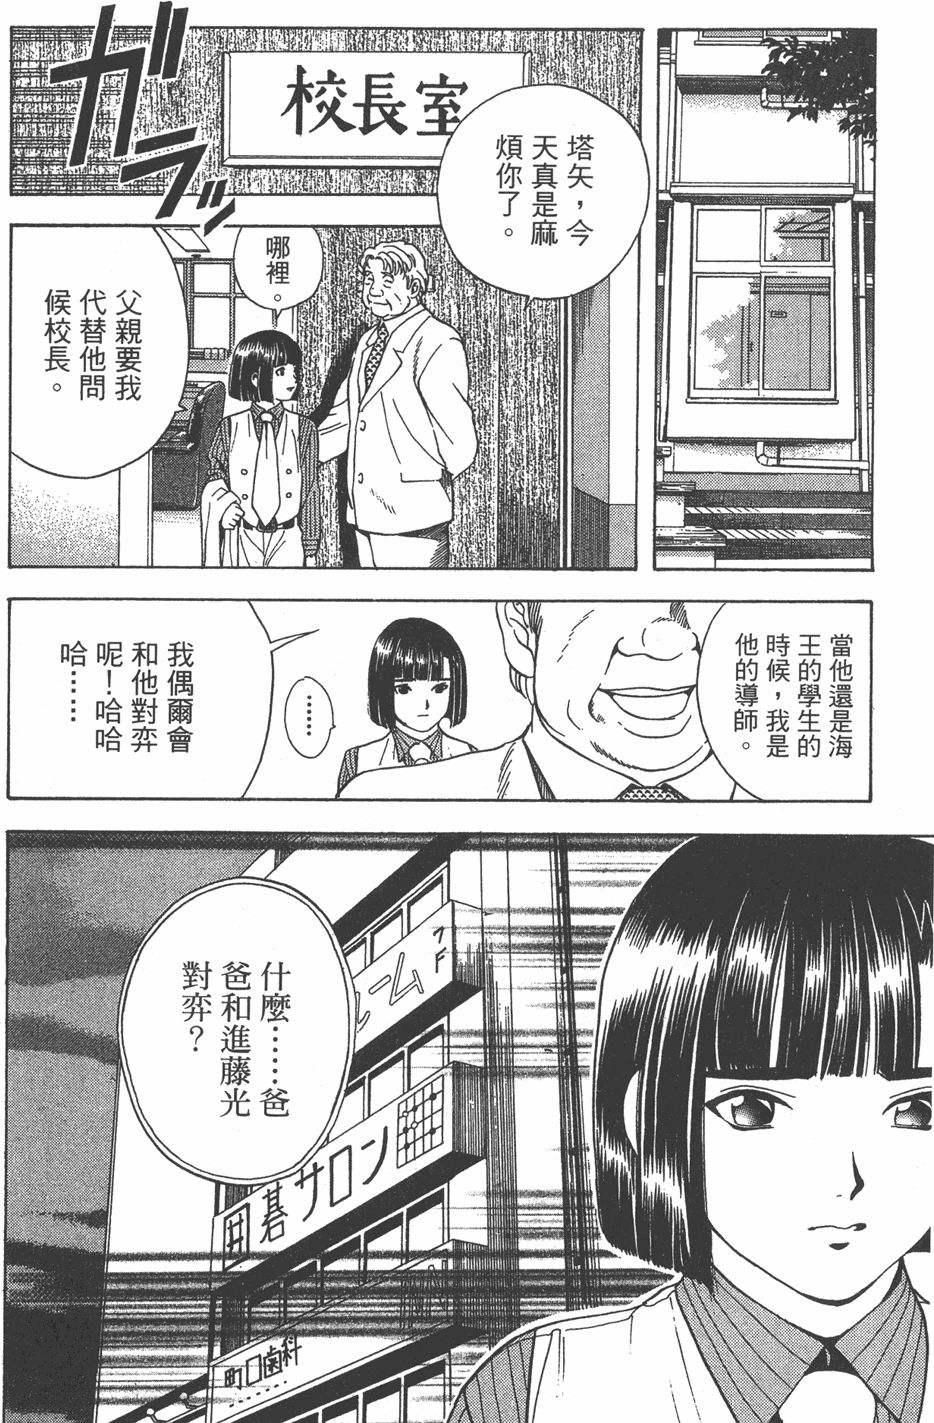 校長室
ガラッ
塔矢，今
天真是麻
煩你了。
哪裡。
父親要我
代替他問
候校長。
當他還是海
王的學生的
時候，我是
他的導師。
……
我偶爾會
和他對弈
呢！哈哈
哈……
什麼……爸
爸和進藤光
對弈？
ーム
囲碁サロン
町口歯科